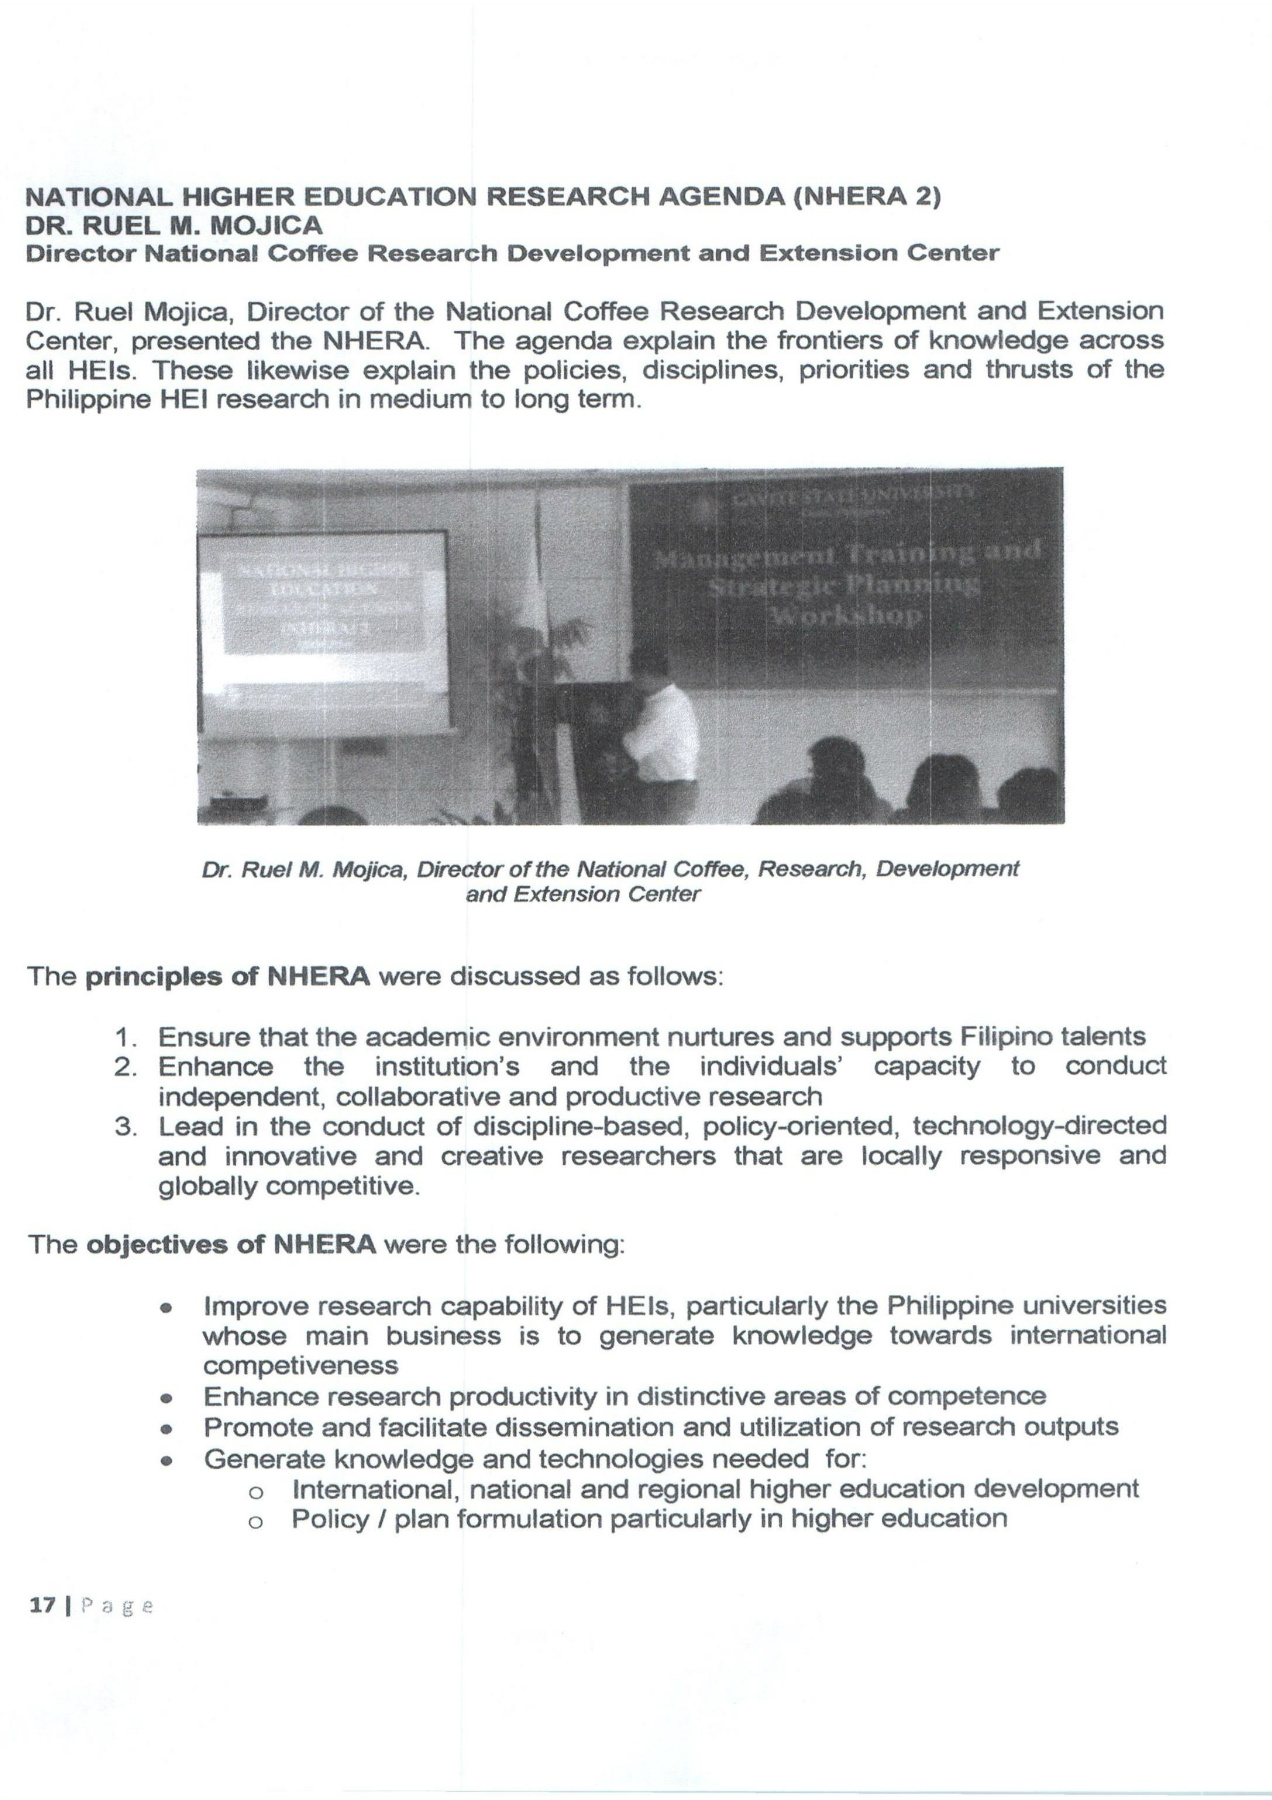 NATIONAL HIGHER EDUCATION RESEARCH AGENDA (NHERA 2)
DR. RUEL M. MOJICA
Director National Coffee Research Development and Extension Center
Dr. Ruel Mojica, Director of the National Coffee Research Development and Extension
Center, presented the NHERA. The agenda explain the frontiers of knowledge across
all HEIs. These likewise explain the policies, disciplines, priorities and thrusts of the
Philippine HEI research in medium to long term.
NATIONAL HIGHER
EDUCATION
CAVITE STATE UNIVERSITY
Management Training and
Strategic Planning
Workshop
Dr. Ruel M. Mojica, Director of the National Coffee, Research, Development
and Extension Center
The principles of NHERA were discussed as follows:
1. Ensure that the academic environment nurtures and supports Filipino talents
2. Enhance the institution's and the individuals' capacity to conduct
independent, collaborative and productive research
3. Lead in the conduct of discipline-based, policy-oriented, technology-directed
and innovative and creative researchers that are locally responsive and
globally competitive.
The objectives of NHERA were the following:
• Improve research capability of HEIs, particularly the Philippine universities
whose main business is to generate knowledge towards international
competiveness
• Enhance research productivity in distinctive areas of competence
• Promote and facilitate dissemination and utilization of research outputs
• Generate knowledge and technologies needed for:
o International, national and regional higher education development
o Policy / plan formulation particularly in higher education
17 | Page